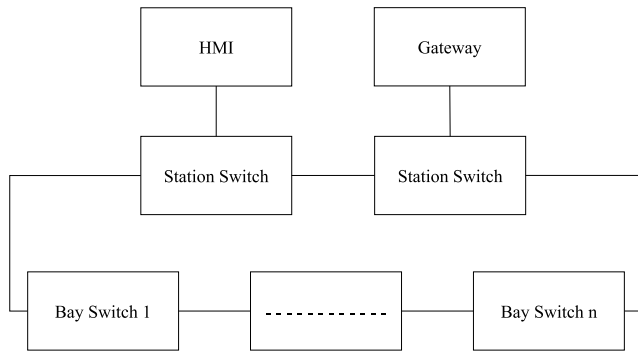 HMI
Gateway
Station Switch
Station Switch
Bay Switch 1
Bay Switch n